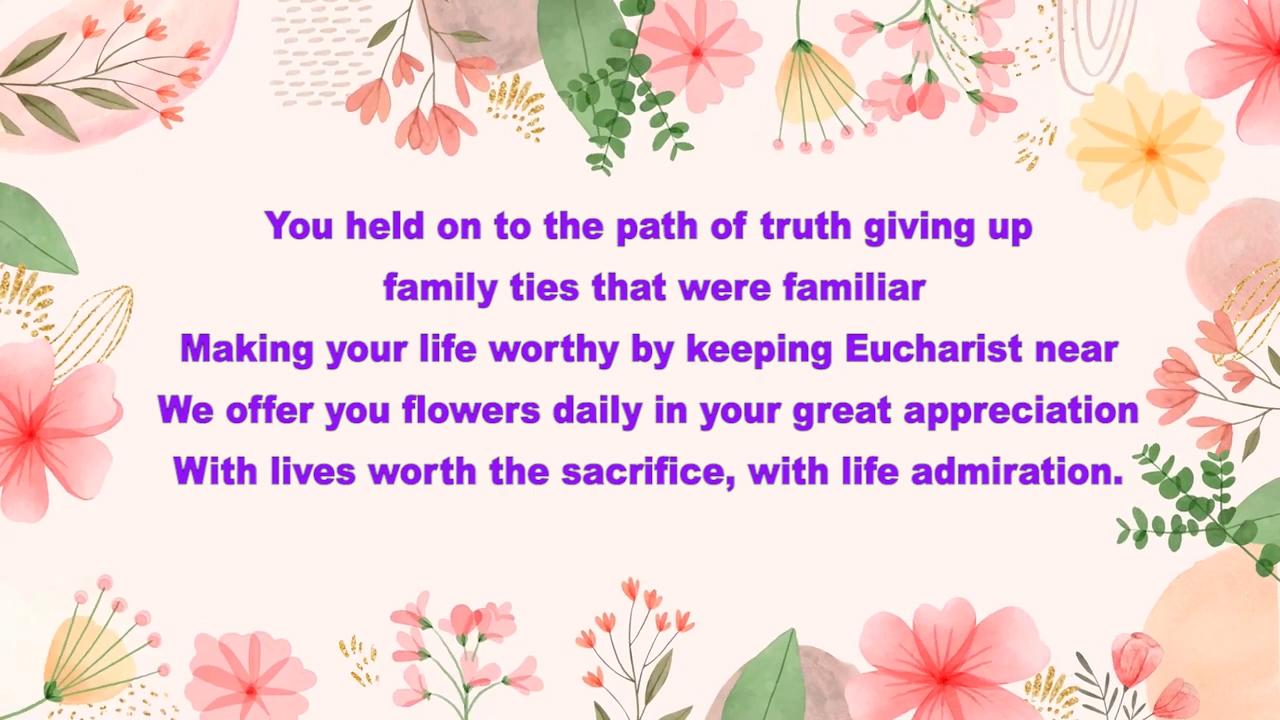 You held on to the path of truth giving up
family ties that were familiar
Making your life worthy by keeping Eucharist near
We offer you flowers daily in your great appreciation
With lives worth the sacrifice, with life admiration.